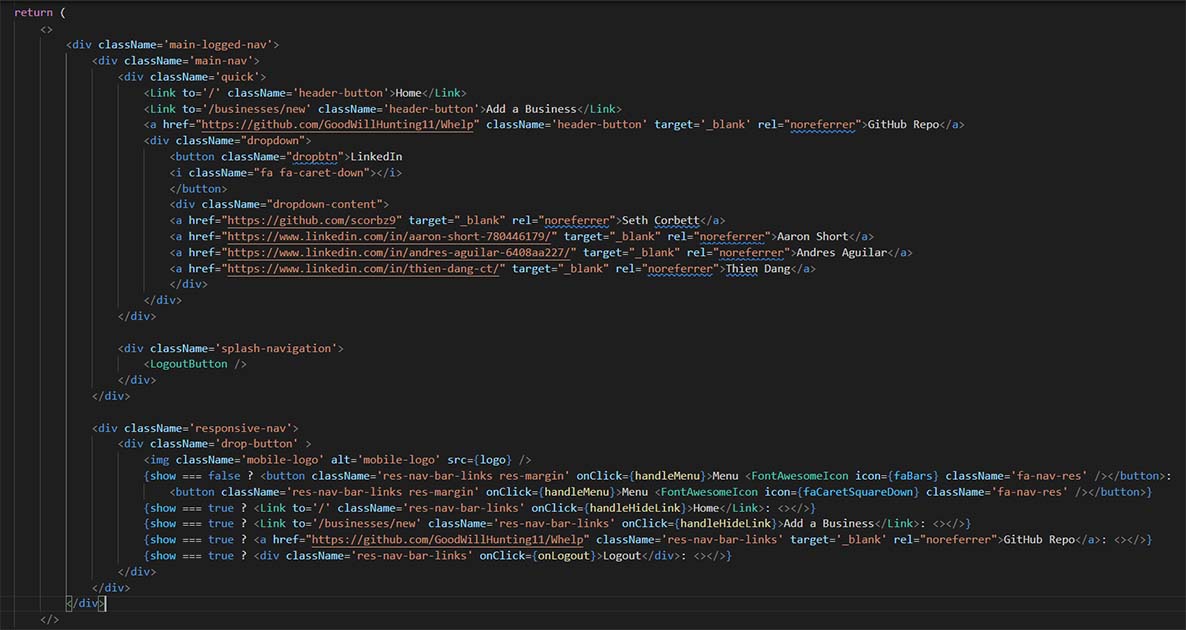 return (
<>
<div className='main-logged-nav'>
<div className='main-nav'>
<div className='quick'>
<Link to='/' className='header-button'>Home</Link>
<Link to='/businesses/new' className='header-button'>Add a Business</Link>
<a href="https://github.com/GoodWillHunting11/Whelp" className='header-button' target='_blank' rel="noreferrer">GitHub Repo</a>
<div className="dropdown">
<button className="dropbtn">LinkedIn
<i className="fa fa-caret-down"></i>
</button>
<div className="dropdown-content">
<a href="https://github.com/scorbz9" target="_blank" rel="noreferrer">Seth Corbett</a>
<a href="https://www.linkedin.com/in/aaron-short-780446179/" target="_blank" rel="noreferrer">Aaron Short</a>
<a href="https://www.linkedin.com/in/andres-aguilar-6408aa227/" target="_blank" rel="noreferrer">Andres Aguilar</a>
<a href="https://www.linkedin.com/in/thien-dang-ct/" target="_blank" rel="noreferrer">Thien Dang</a>
</div>
</div>
</div>
<div className='splash-navigation'>
<LogoutButton />
</div>
</div>
<div className='responsive-nav'>
<div className='drop-button' >
<img className='mobile-logo' alt='mobile-logo' src={logo} />
{show === false ? <button className='res-nav-bar-links res-margin' onClick={handleMenu}>Menu <FontAwesomeIcon icon={faBars} className='fa-nav-res' /></button>:
<button className='res-nav-bar-links res-margin' onClick={handleMenu}>Menu <FontAwesomeIcon icon={faCaretSquareDown} className='fa-nav-res' /></button>}
{show === true ? <Link to='/' className='res-nav-bar-links' onClick={handleHideLink}>Home</Link>: <></>}
{show === true ? <Link to='/businesses/new' className='res-nav-bar-links' onClick={handleHideLink}>Add a Business</Link>: <></>}
{show === true ? <a href="https://github.com/GoodWillHunting11/Whelp" className='res-nav-bar-links' target='_blank' rel="noreferrer">GitHub Repo</a>: <></>}
{show === true ? <div className='res-nav-bar-links' onClick={onLogout}>Logout</div>: <></>}
</div>
</div>
</div>
</>